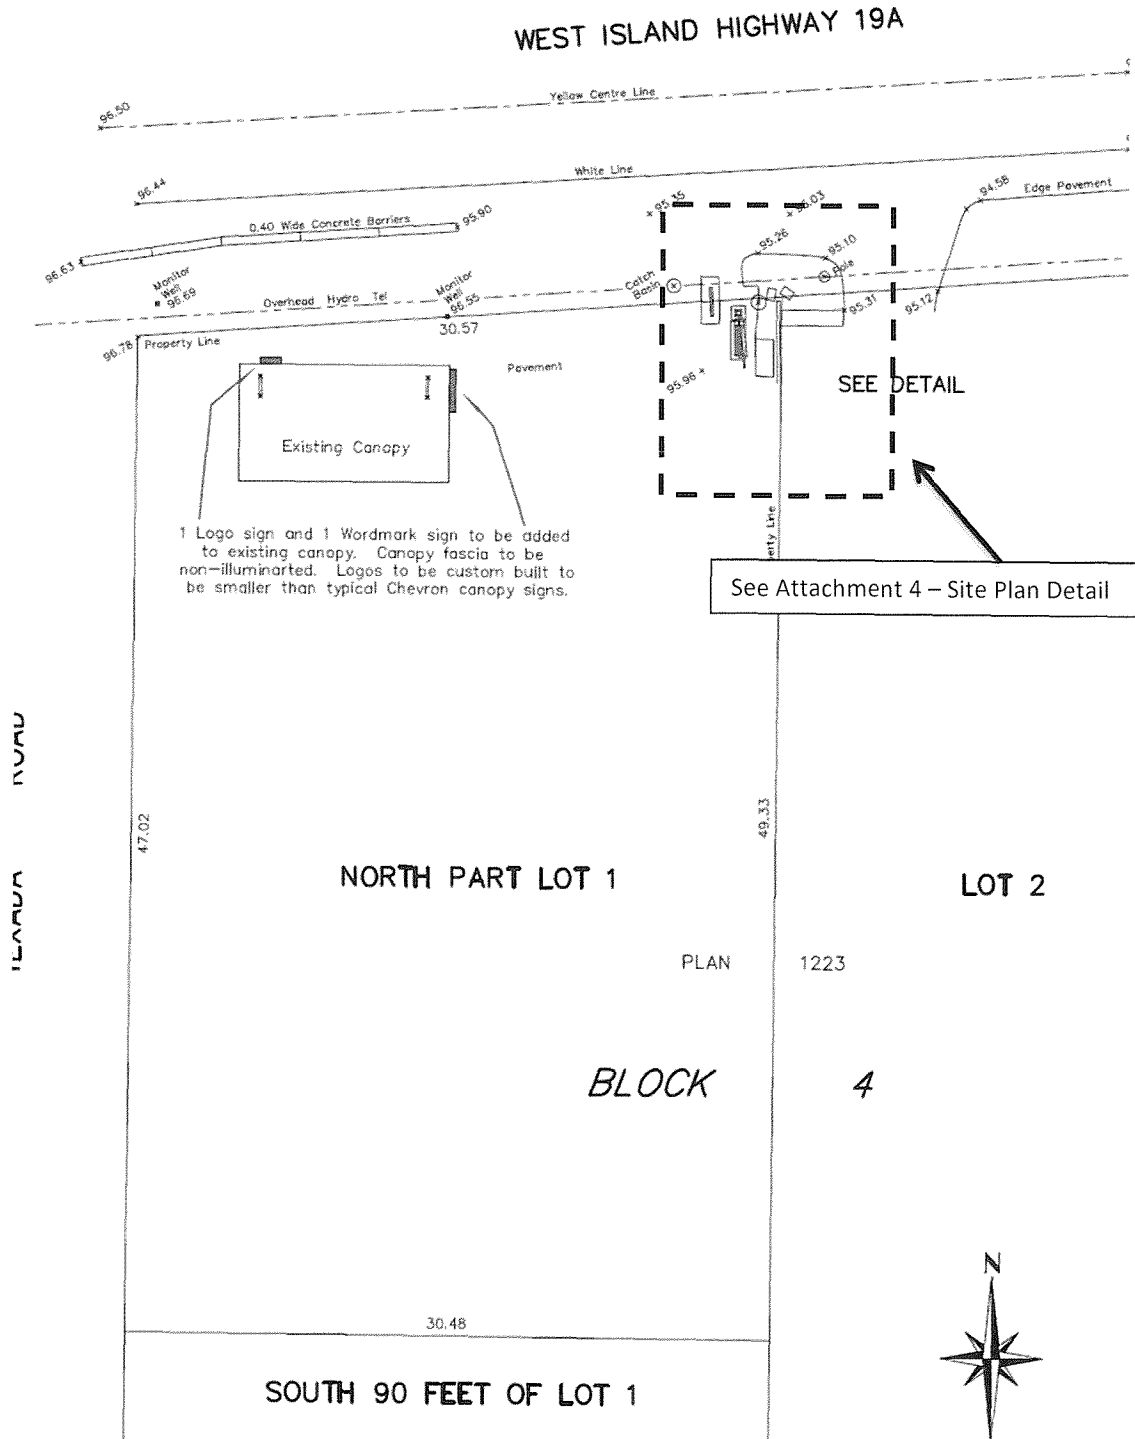 WEST ISLAND HIGHWAY 19A
Yellow Centre Line
96.50
White Line
96.44
94.58
Edge Pavement
95.35
96.03
0.40 Wide Concrete Barriers
95.90
95.26
95.10
96.63
Monitor
Well
96.69
Monitor
Well
96.55
Catch
Basin
Pole
Overhead Hydro Tel
95.31
95.12
30.57
96.78
Property Line
Pavement
95.96
SEE DETAIL
Existing Canopy
1 Logo sign and 1 Wordmark sign to be added
to existing canopy. Canopy fascia to be
non-illuminarted. Logos to be custom built to
be smaller than typical Chevron canopy signs.
erty Line
See Attachment 4 – Site Plan Detail
TEXADA ROAD
47.02
49.33
NORTH PART LOT 1
LOT 2
PLAN 1223
BLOCK 4
N
30.48
SOUTH 90 FEET OF LOT 1